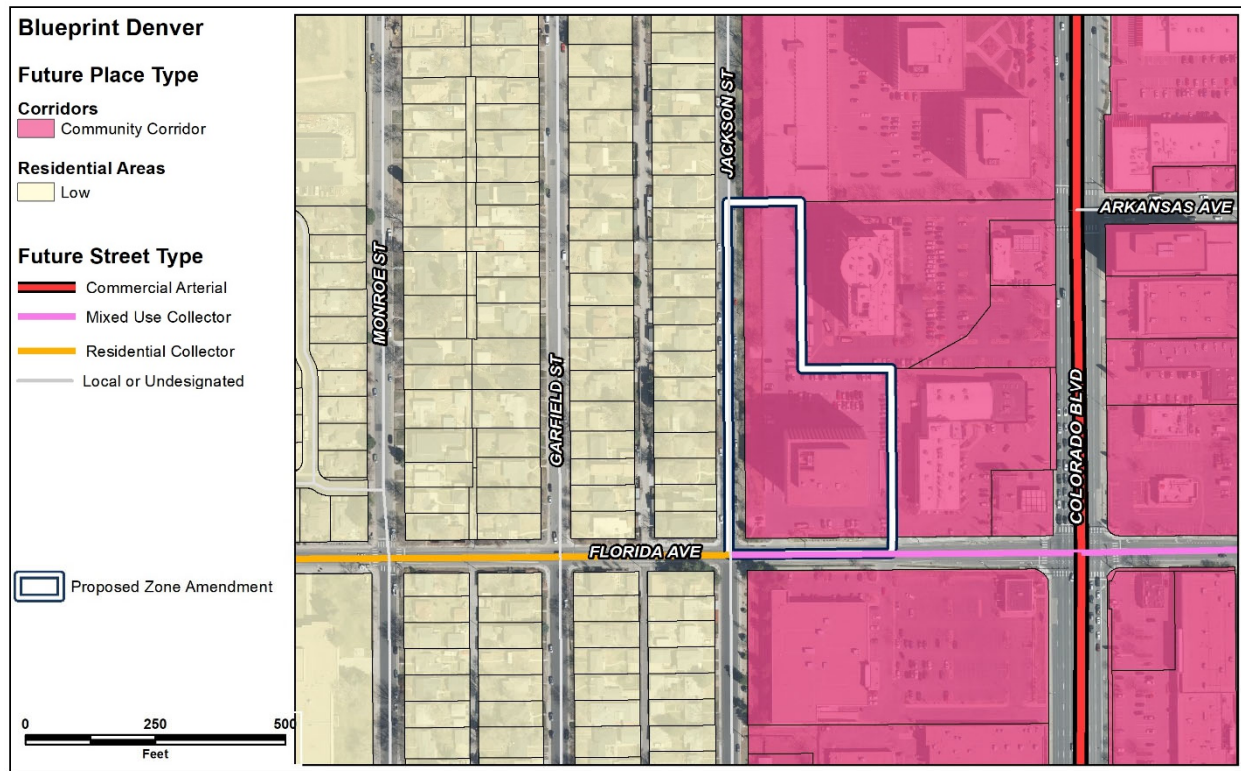 Blueprint Denver
Future Place Type
Corridors
Community Corridor
Residential Areas
Low
Future Street Type
Commercial Arterial
Mixed Use Collector
Residential Collector
Local or Undesignated
Proposed Zone Amendment
0 250 500
Feet
MONROE ST
GARFIELD ST
JACKSON ST
COLORADO BLVD
ARKANSAS AVE
FLORIDA AVE